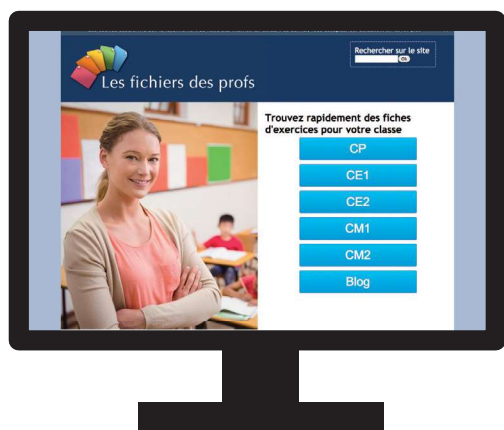 Rechercher sur le site
Ok
Les fichiers des profs
Trouvez rapidement des fiches
d'exercices pour votre classe
CP
CE1
CE2
CM1
CM2
Blog